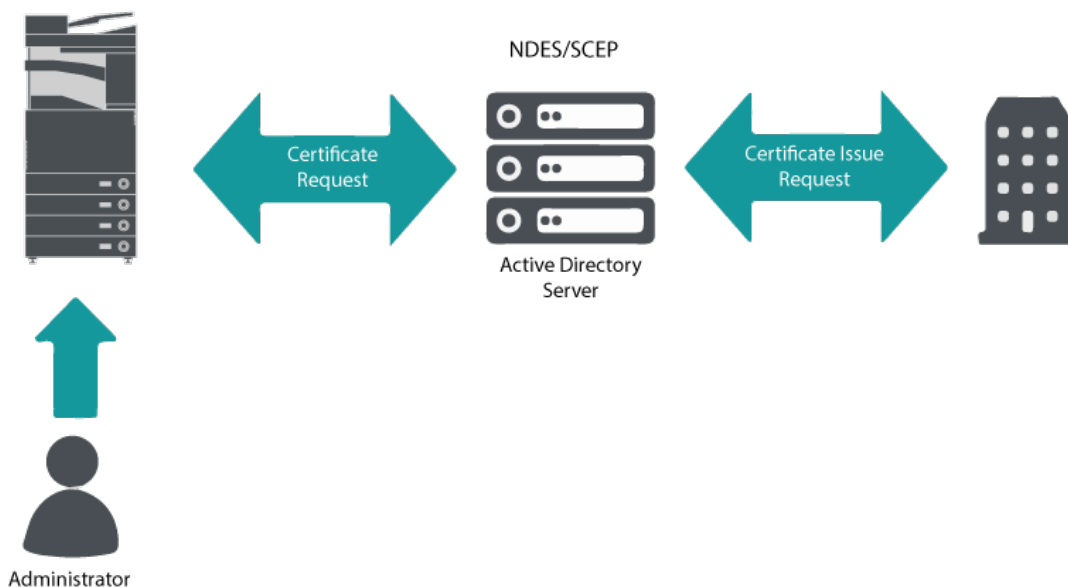 NDES/SCEP
Certificate
Request
Certificate Issue
Request
Active Directory
Server
Administrator